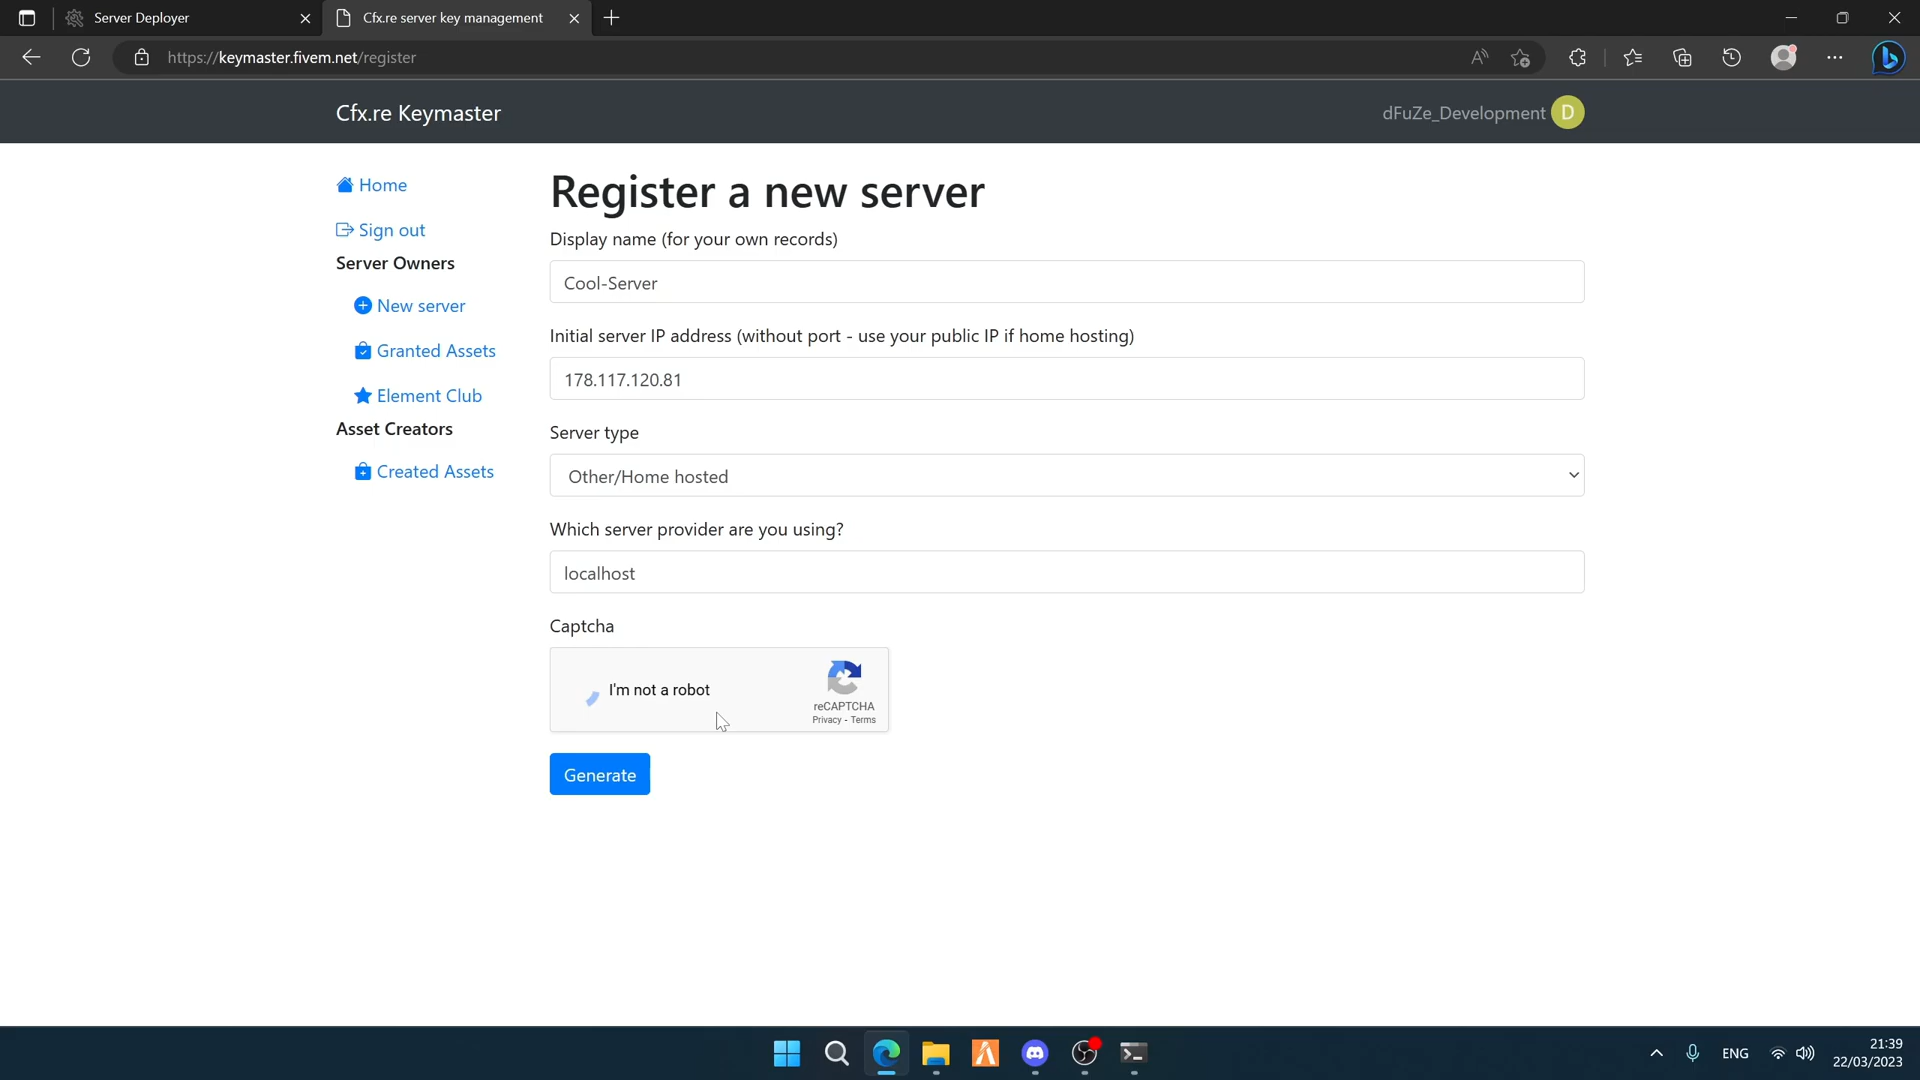 Server Deployer
Cfx.re server key management
https://keymaster.fivem.net/register
Cfx.re Keymaster
dFuZe_Development D
Home
Sign out
Server Owners
New server
Granted Assets
Element Club
Asset Creators
Created Assets
Register a new server
Display name (for your own records)
Cool-Server
Initial server IP address (without port - use your public IP if home hosting)
178.117.120.81
Server type
Other/Home hosted
Which server provider are you using?
localhost
Captcha
I'm not a robot
reCAPTCHA
Privacy - Terms
Generate
ENG
21:39
22/03/2023